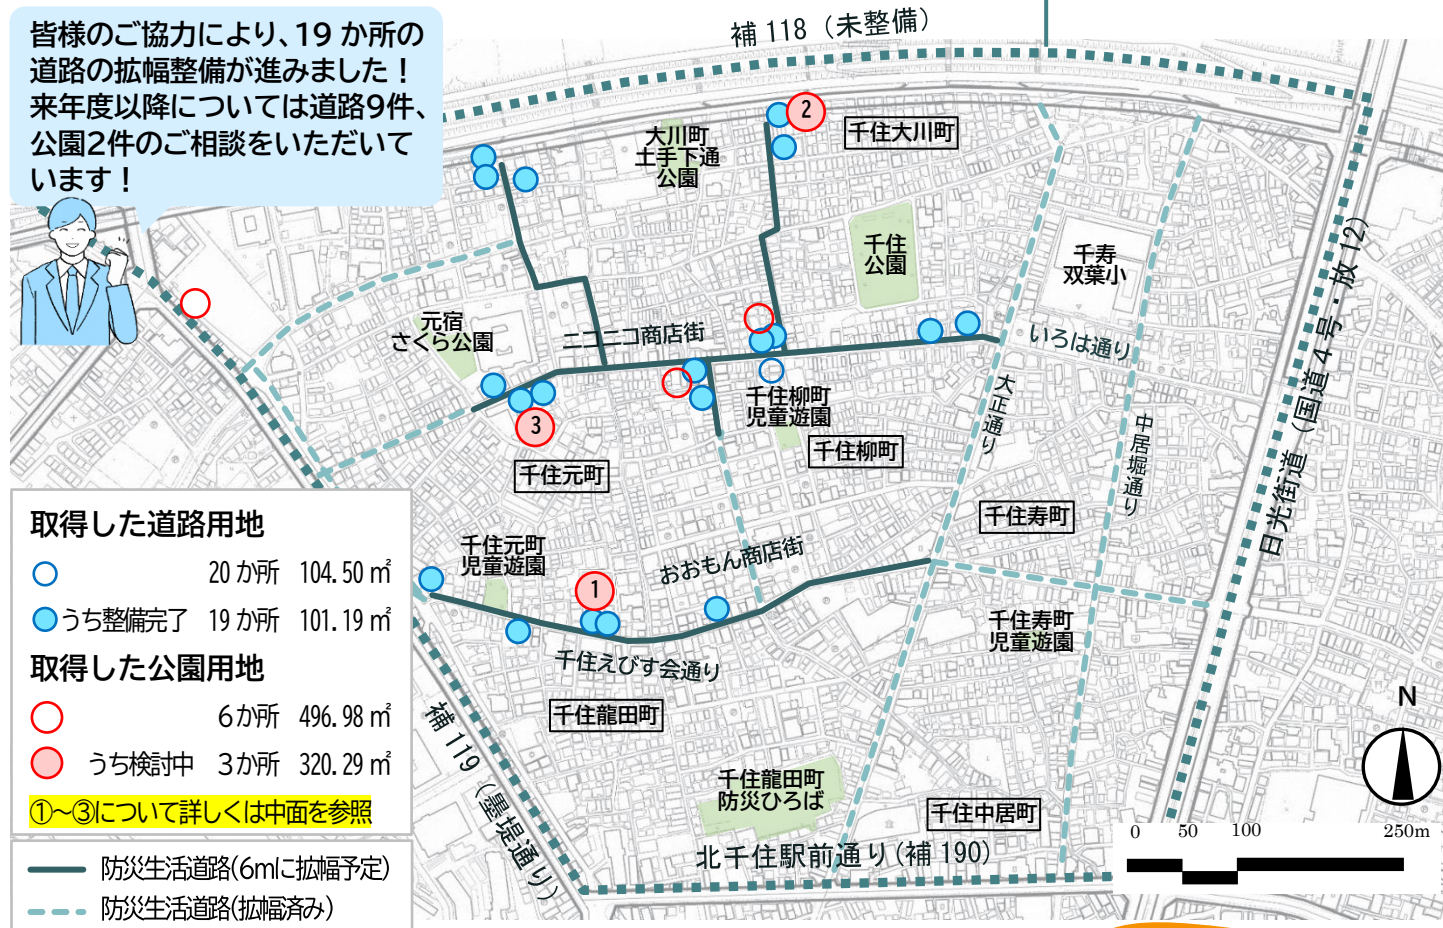 皆様のご協力により、19 か所の
道路の拡幅整備が進みました！
来年度以降については道路9件、
公園2件のご相談をいただいて
います！
補 118（未整備）
2
千住大川町
大川町
土手下通
公園
千住
公園
千寿
双葉小
日光街道（国道4号・放12）
元宿
さくら公園
ニコニコ商店街
いろは通り
大正通り
中居堀通り
千住柳町
児童遊園
3
千住元町
千住柳町
千住寿町
取得した道路用地
20 か所 104.50 ㎡
うち整備完了 19 か所 101.19 ㎡
取得した公園用地
6か所 496.98 ㎡
うち検討中 3か所 320.29 ㎡
①～③について詳しくは中面を参照
防災生活道路(6mに拡幅予定)
防災生活道路(拡幅済み)
千住元町
児童遊園
1
おおもん商店街
千住寿町
児童遊園
千住えびす会通り
千住龍田町
補 119（墨堤通り）
千住龍田町
防災ひろば
千住中居町
北千住駅前通り(補 190)
N
0 50 100 250m